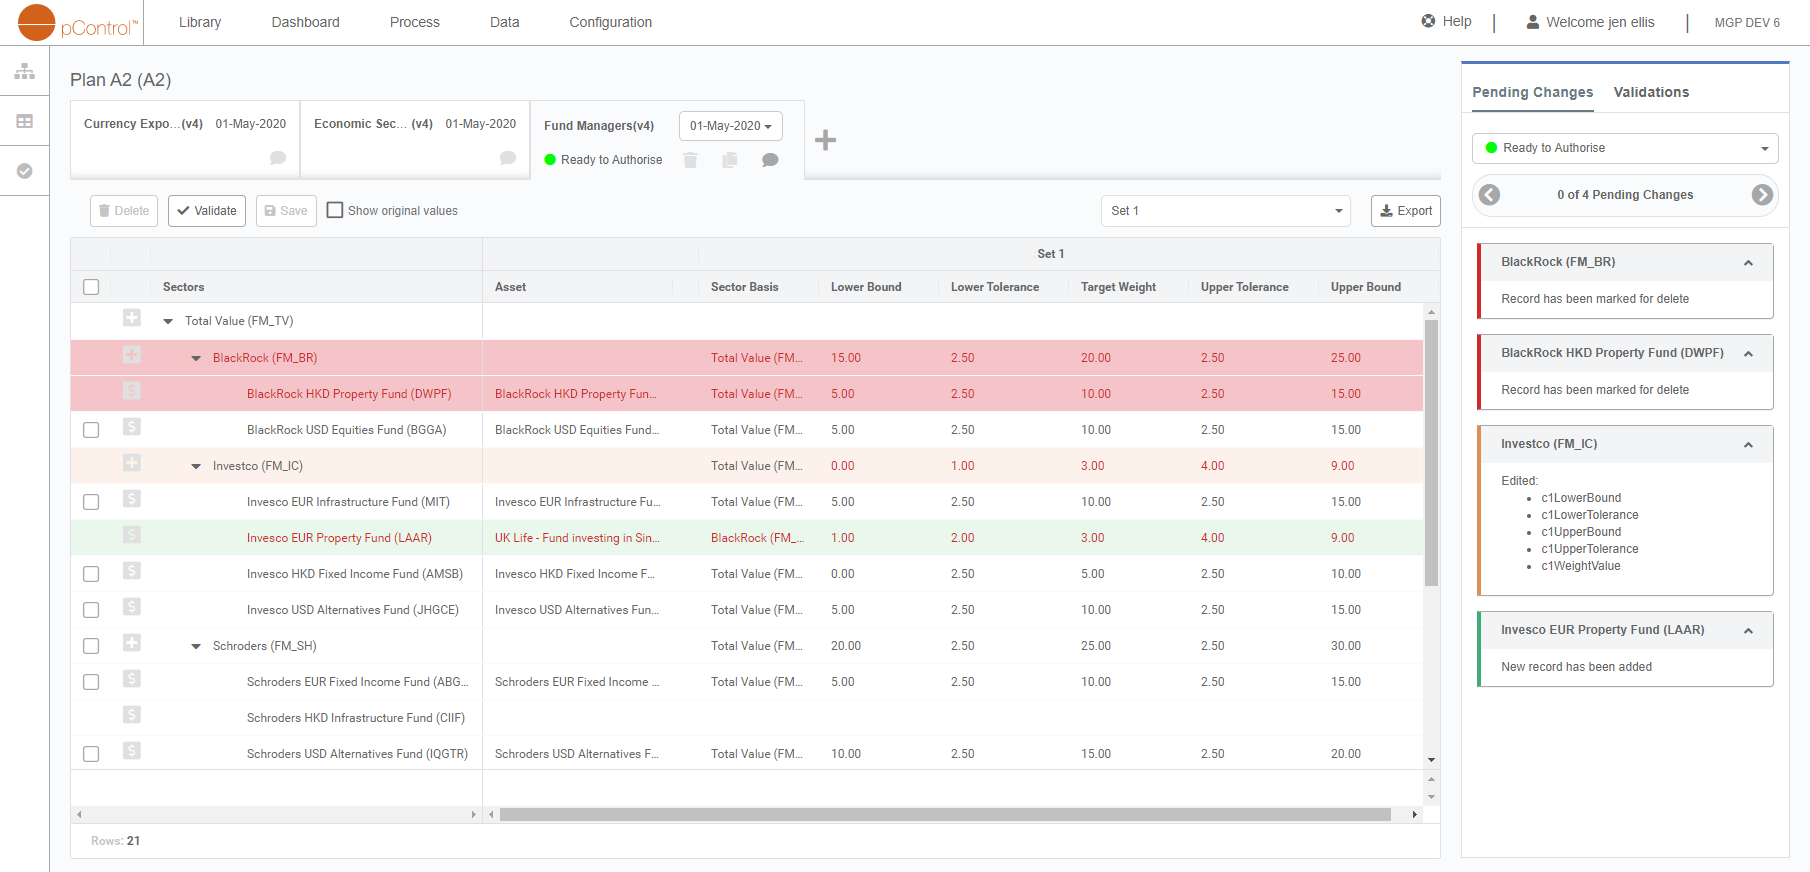 pControl™
Library
Dashboard
Process
Data
Configuration
Help
Welcome jen ellis
MGP DEV 6
Plan A2 (A2)
Currency Expo...(v4) 01-May-2020
Economic Sec... (v4) 01-May-2020
Fund Managers(v4) 01-May-2020
Ready to Authorise
Delete
Validate
Save
Show original values
Set 1
Export
Set 1
Sectors Asset Sector Basis Lower Bound Lower Tolerance Target Weight Upper Tolerance Upper Bound
Total Value (FM_TV)
BlackRock (FM_BR) Total Value (FM... 15.00 2.50 20.00 2.50 25.00
BlackRock HKD Property Fund (DWPF) BlackRock HKD Property Fun... Total Value (FM... 5.00 2.50 10.00 2.50 15.00
BlackRock USD Equities Fund (BGGA) BlackRock USD Equities Fund... Total Value (FM... 5.00 2.50 10.00 2.50 15.00
Investco (FM_IC) Total Value (FM... 0.00 1.00 3.00 4.00 9.00
Invesco EUR Infrastructure Fund (MIT) Invesco EUR Infrastructure Fu... Total Value (FM... 5.00 2.50 10.00 2.50 15.00
Invesco EUR Property Fund (LAAR) UK Life - Fund investing in Sin... BlackRock (FM_... 1.00 2.00 3.00 4.00 9.00
Invesco HKD Fixed Income Fund (AMSB) Invesco HKD Fixed Income F... Total Value (FM... 0.00 2.50 5.00 2.50 10.00
Invesco USD Alternatives Fund (JHGCE) Invesco USD Alternatives Fun... Total Value (FM... 5.00 2.50 10.00 2.50 15.00
Schroders (FM_SH) Total Value (FM... 20.00 2.50 25.00 2.50 30.00
Schroders EUR Fixed Income Fund (ABG... Schroders EUR Fixed Income ... Total Value (FM... 5.00 2.50 10.00 2.50 15.00
Schroders HKD Infrastructure Fund (CIIF)
Schroders USD Alternatives Fund (IQGTR) Schroders USD Alternatives F... Total Value (FM... 10.00 2.50 15.00 2.50 20.00
Rows: 21
Pending Changes Validations
Ready to Authorise
0 of 4 Pending Changes
BlackRock (FM_BR)
Record has been marked for delete
BlackRock HKD Property Fund (DWPF)
Record has been marked for delete
Investco (FM_IC)
Edited:
• c1LowerBound
• c1LowerTolerance
• c1UpperBound
• c1UpperTolerance
• c1WeightValue
Invesco EUR Property Fund (LAAR)
New record has been added